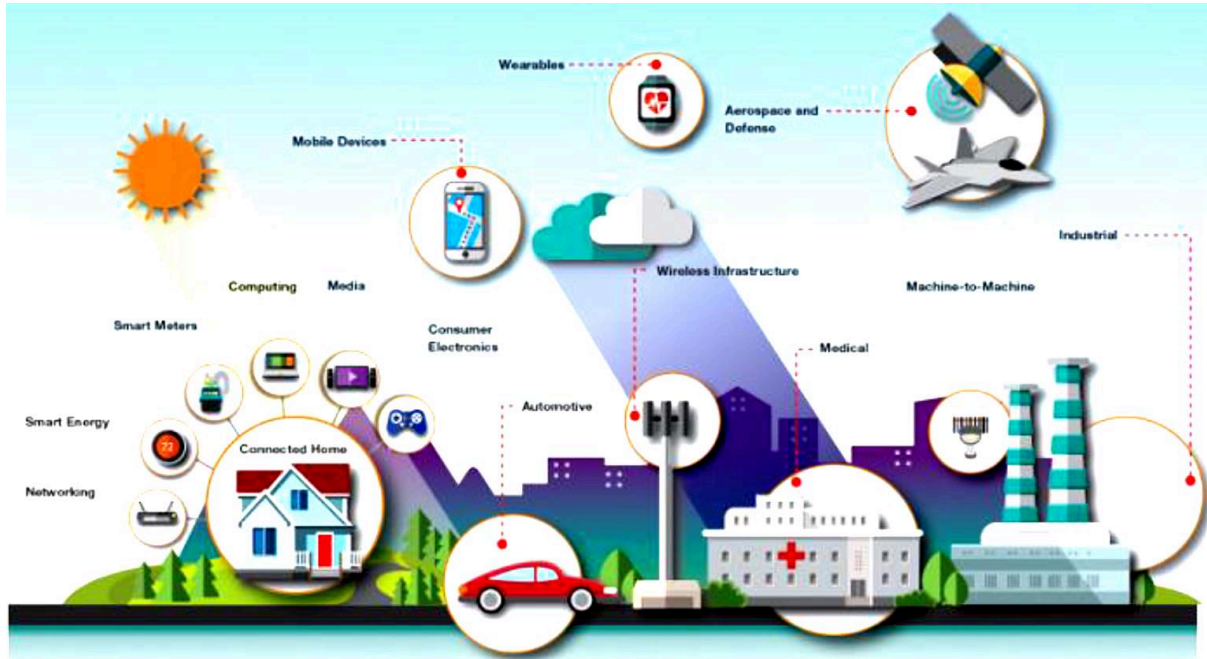 Wearables
Aerospace and
Defense
Mobile Devices
Industrial
Wireless Infrastructure
Computing
Media
Machine-to-Machine
Smart Meters
Consumer
Electronics
Medical
Automotive
Smart Energy
22
Connected Home
Networking